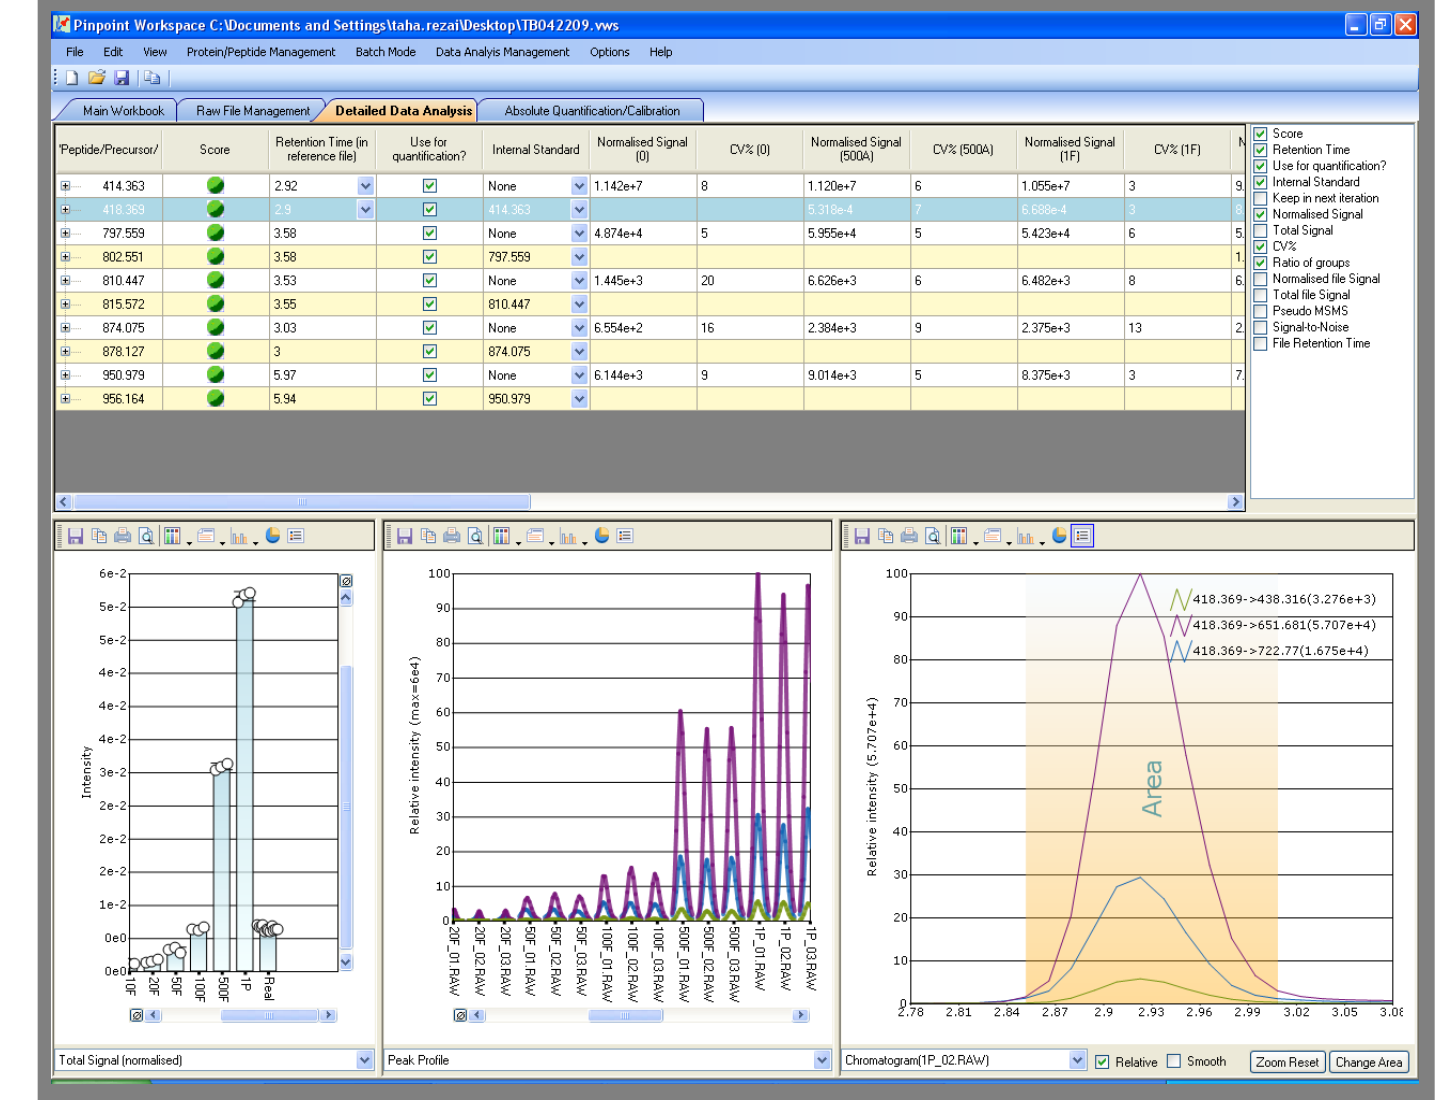 Pinpoint Workspace C:\Documents and Settings\taha.rezai\Desktop\TB042209.vws
File Edit View Protein/Peptide Management Batch Mode Data Analyis Management Options Help
Main Workbook Raw File Management Detailed Data Analysis Absolute Quantification/Calibration
'Peptide/Precursor/ Score Retention Time (in reference file) Use for quantification? Internal Standard Normalised Signal (0) CV% (0) Normalised Signal (500A) CV% (500A) Normalised Signal (1F) CV% (1F) N
414.363 2.92 None 1.142e+7 8 1.120e+7 6 1.055e+7 3 9.
418.369 2.9 414.363 5.318e-4 7 6.688e-4 3 8.
797.559 3.58 None 4.874e+4 5 5.955e+4 5 5.423e+4 6 5.
802.551 3.58 797.559 1.
810.447 3.53 None 1.445e+3 20 6.626e+3 6 6.482e+3 8 6.
815.572 3.55 810.447
874.075 3.03 None 6.554e+2 16 2.384e+3 9 2.375e+3 13 2.
878.127 3 874.075
950.979 5.97 None 6.144e+3 9 9.014e+3 5 8.375e+3 3 7.
956.164 5.94 950.979
Score
Retention Time
Use for quantification?
Internal Standard
Keep in next iteration
Normalised Signal
Total Signal
CV%
Ratio of groups
Normalised file Signal
Total file Signal
Pseudo MSMS
Signal-to-Noise
File Retention Time
Intensity
6e-2
5e-2
5e-2
4e-2
4e-2
4e-2
3e-2
2e-2
2e-2
2e-2
1e-2
0e0
0e0
10F 20F 50F 100F 500F 1P Real
Total Signal (normalised)
Relative intensity (max=6e4)
100
90
80
70
60
50
40
30
20
10
0
20F_01.RAW 20F_02.RAW 20F_03.RAW 50F_01.RAW 50F_02.RAW 50F_03.RAW 100F_01.RAW 100F_02.RAW 100F_03.RAW 500F_01.RAW 500F_02.RAW 500F_03.RAW 1P_01.RAW 1P_02.RAW 1P_03.RAW
Peak Profile
Relative intensity (5.707e+4)
100
90
80
70
60
50
40
30
20
10
0
418.369->438.316(3.276e+3)
418.369->651.681(5.707e+4)
418.369->722.77(1.675e+4)
Area
2.78 2.81 2.84 2.87 2.9 2.93 2.96 2.99 3.02 3.05 3.08
Chromatogram(1P_02.RAW) Relative Smooth Zoom Reset Change Area